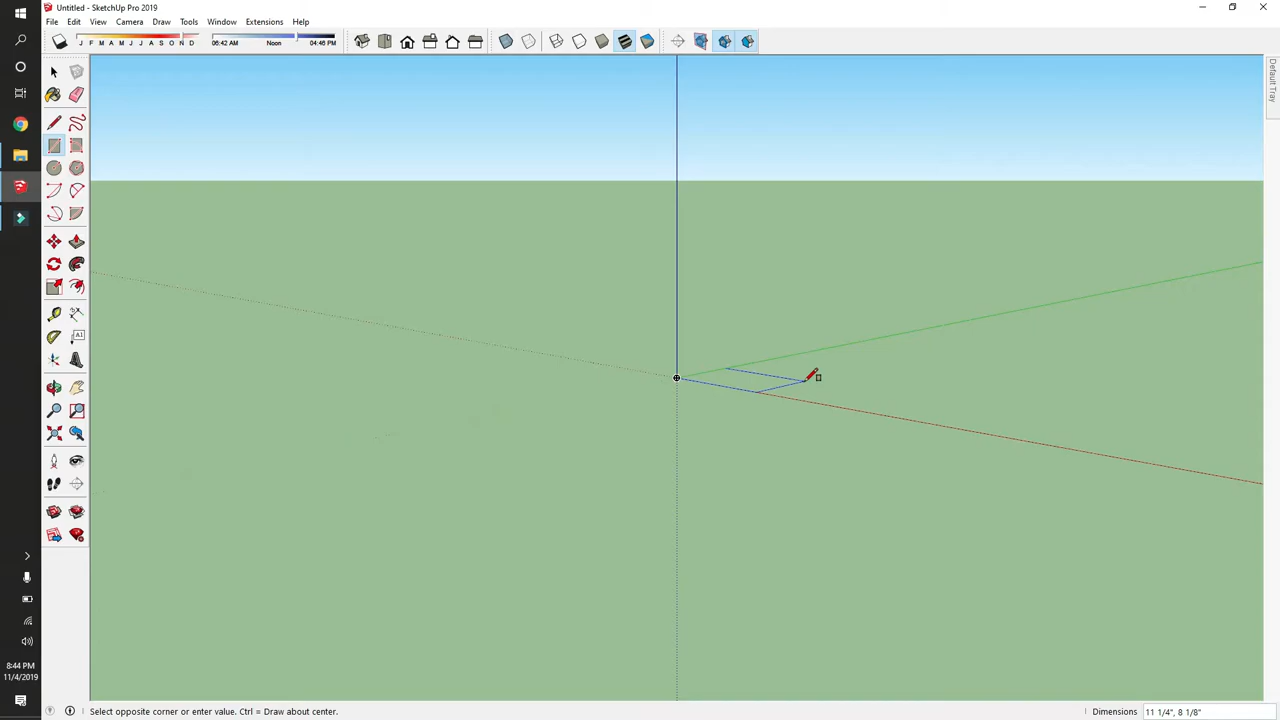 Untitled - SketchUp Pro 2019
File Edit View Camera Draw Tools Window Extensions Help
J F M A M J J A S O N D 06:42 AM Noon 04:46 PM
Default Tray
A1
8:44 PM
11/4/2019
Select opposite corner or enter value. Ctrl = Draw about center.
Dimensions 11 1/4", 8 1/8"